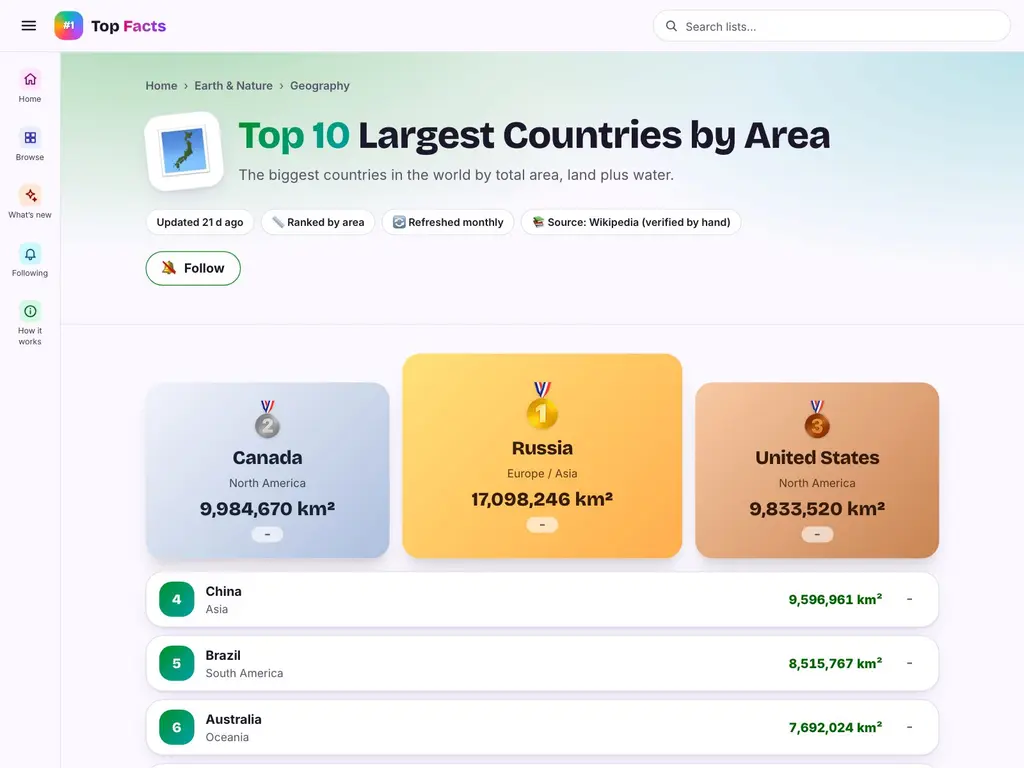 #1 Top Facts
Search lists...
Home
Browse
What's new
Following
How it
works
Home › Earth & Nature › Geography
Top 10 Largest Countries by Area
The biggest countries in the world by total area, land plus water.
Updated 21 d ago
Ranked by area
Refreshed monthly
Source: Wikipedia (verified by hand)
Follow
2
Canada
North America
9,984,670 km²
-
1
Russia
Europe / Asia
17,098,246 km²
-
3
United States
North America
9,833,520 km²
-
4
China
Asia
9,596,961 km²
-
5
Brazil
South America
8,515,767 km²
-
6
Australia
Oceania
7,692,024 km²
-